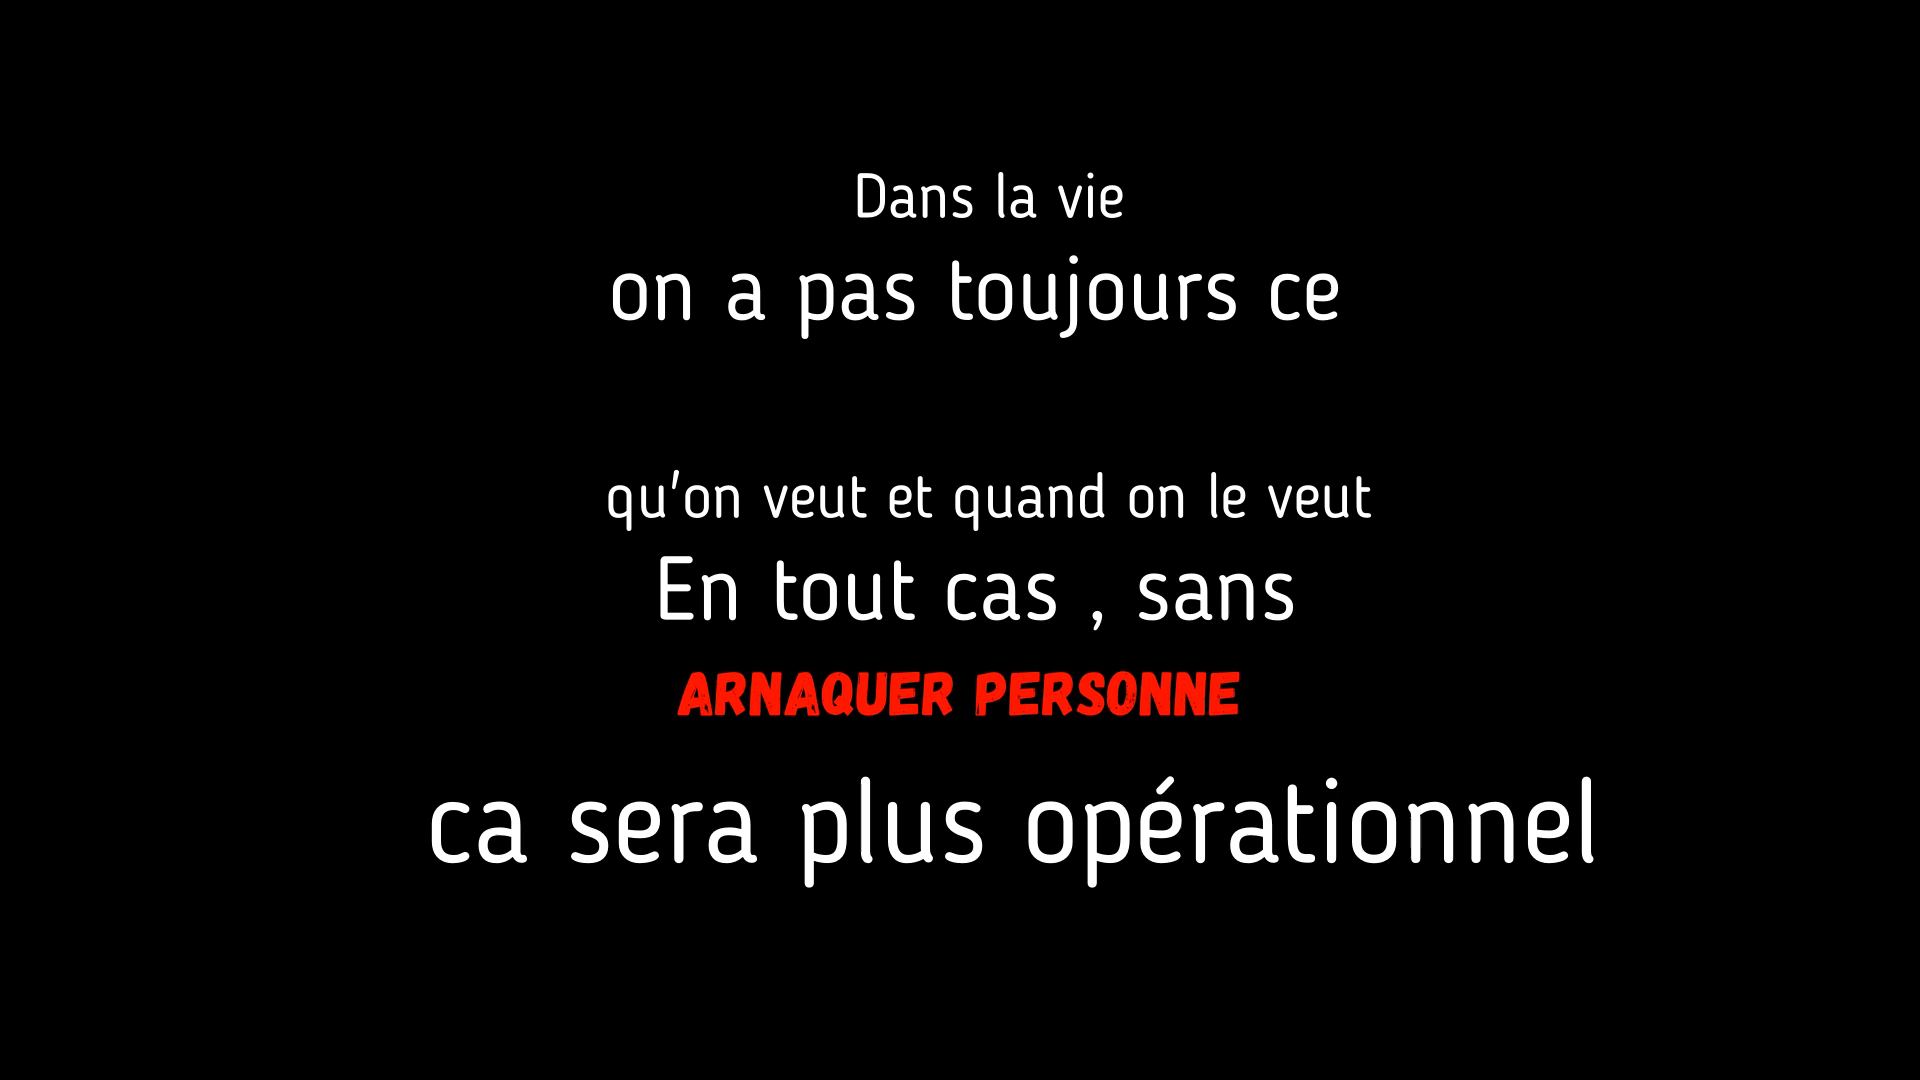 Dans la vie
on a pas toujours ce
qu'on veut et quand on le veut
En tout cas , sans
ARNAQUER PERSONNE
ca sera plus opérationnel